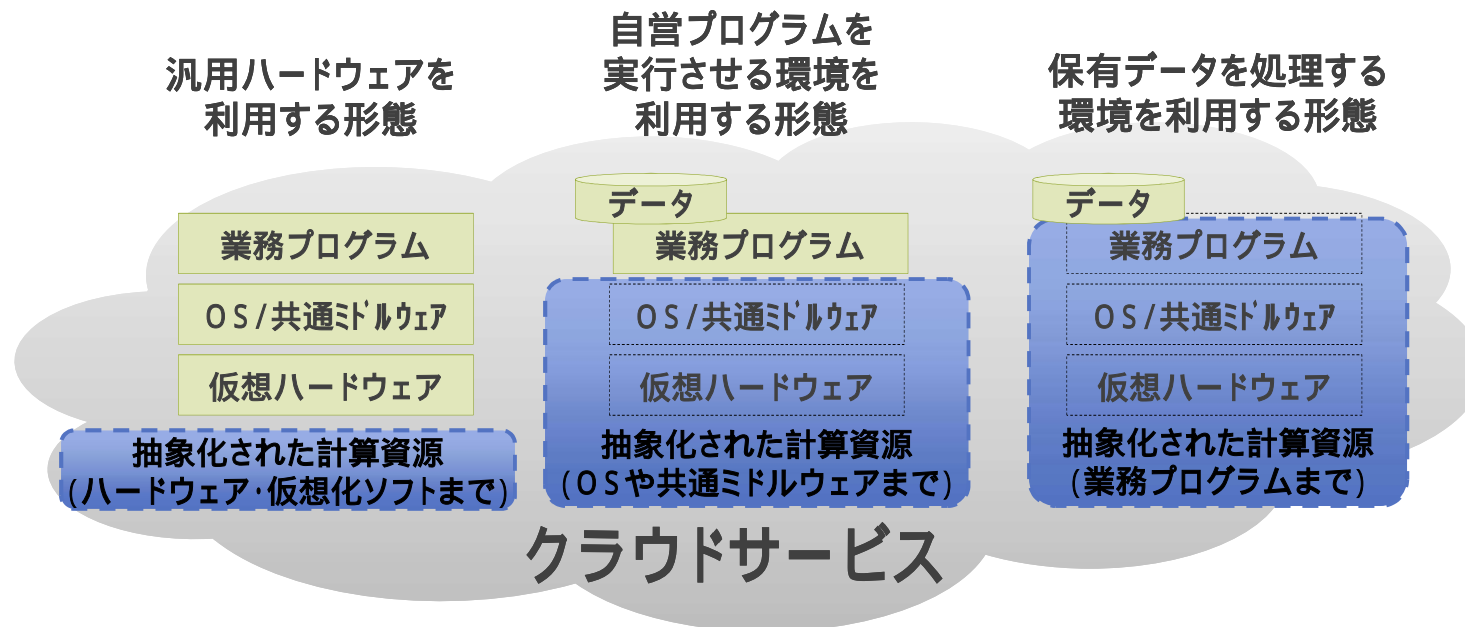 汎用ハードウェアを
利用する形態
業務プログラム
OS/共通ﾐﾄﾞﾙｳｪｱ
仮想ハードウェア
抽象化された計算資源
(ハードウェア･仮想化ソフトまで)
自営プログラムを
実行させる環境を
利用する形態
データ
業務プログラム
OS/共通ﾐﾄﾞﾙｳｪｱ
仮想ハードウェア
抽象化された計算資源
(OSや共通ミドルウェアまで)
保有データを処理する
環境を利用する形態
データ
業務プログラム
OS/共通ﾐﾄﾞﾙｳｪｱ
仮想ハードウェア
抽象化された計算資源
(業務プログラムまで)
クラウドサービス